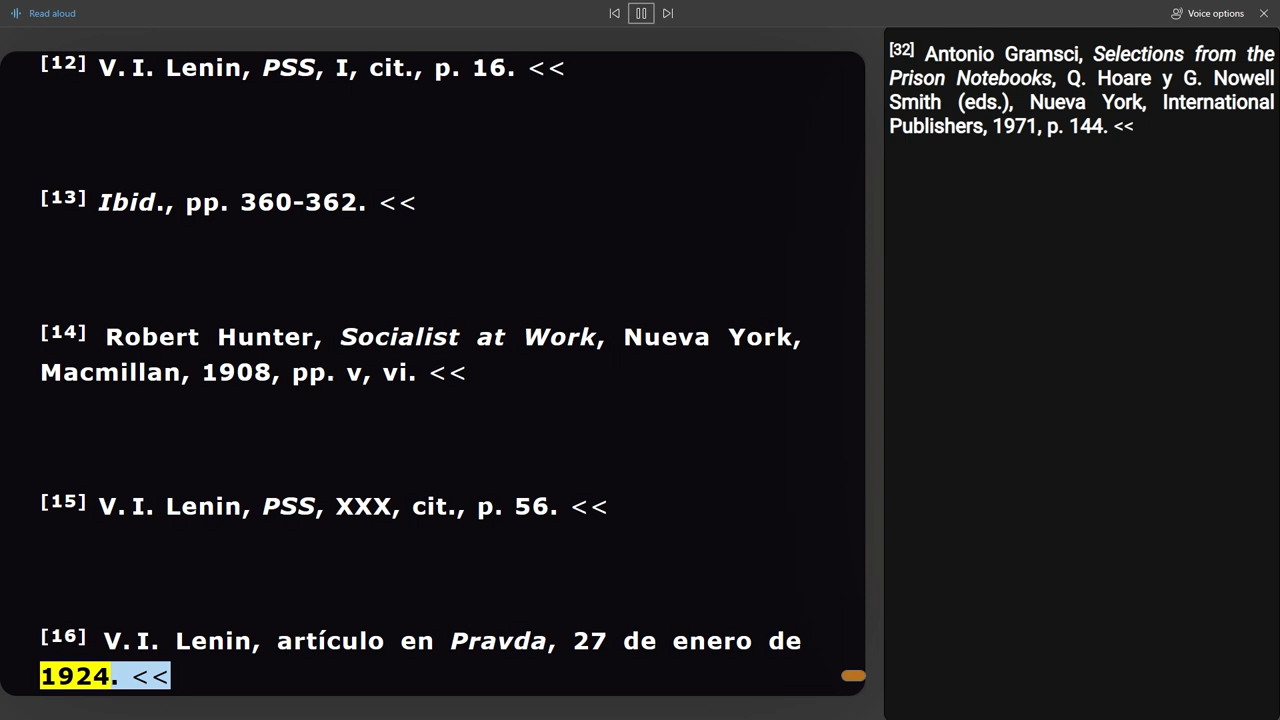 Read aloud
Voice options
[12] V. I. Lenin, PSS, I, cit., p. 16. <<
[13] Ibid., pp. 360-362. <<
[14] Robert Hunter, Socialist at Work, Nueva York,
Macmillan, 1908, pp. v, vi. <<
[15] V. I. Lenin, PSS, XXX, cit., p. 56. <<
[16] V. I. Lenin, artículo en Pravda, 27 de enero de
1924. <<
[32] Antonio Gramsci, Selections from the
Prison Notebooks, Q. Hoare y G. Nowell
Smith (eds.), Nueva York, International
Publishers, 1971, p. 144. <<